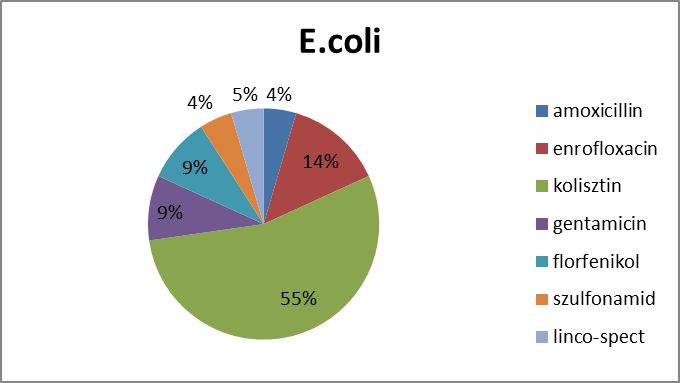 E.coli
4%
5%
4%
14%
9%
9%
55%
amoxicillin
enrofloxacin
kolisztin
gentamicin
florfenikol
szulfonamid
linco-spect